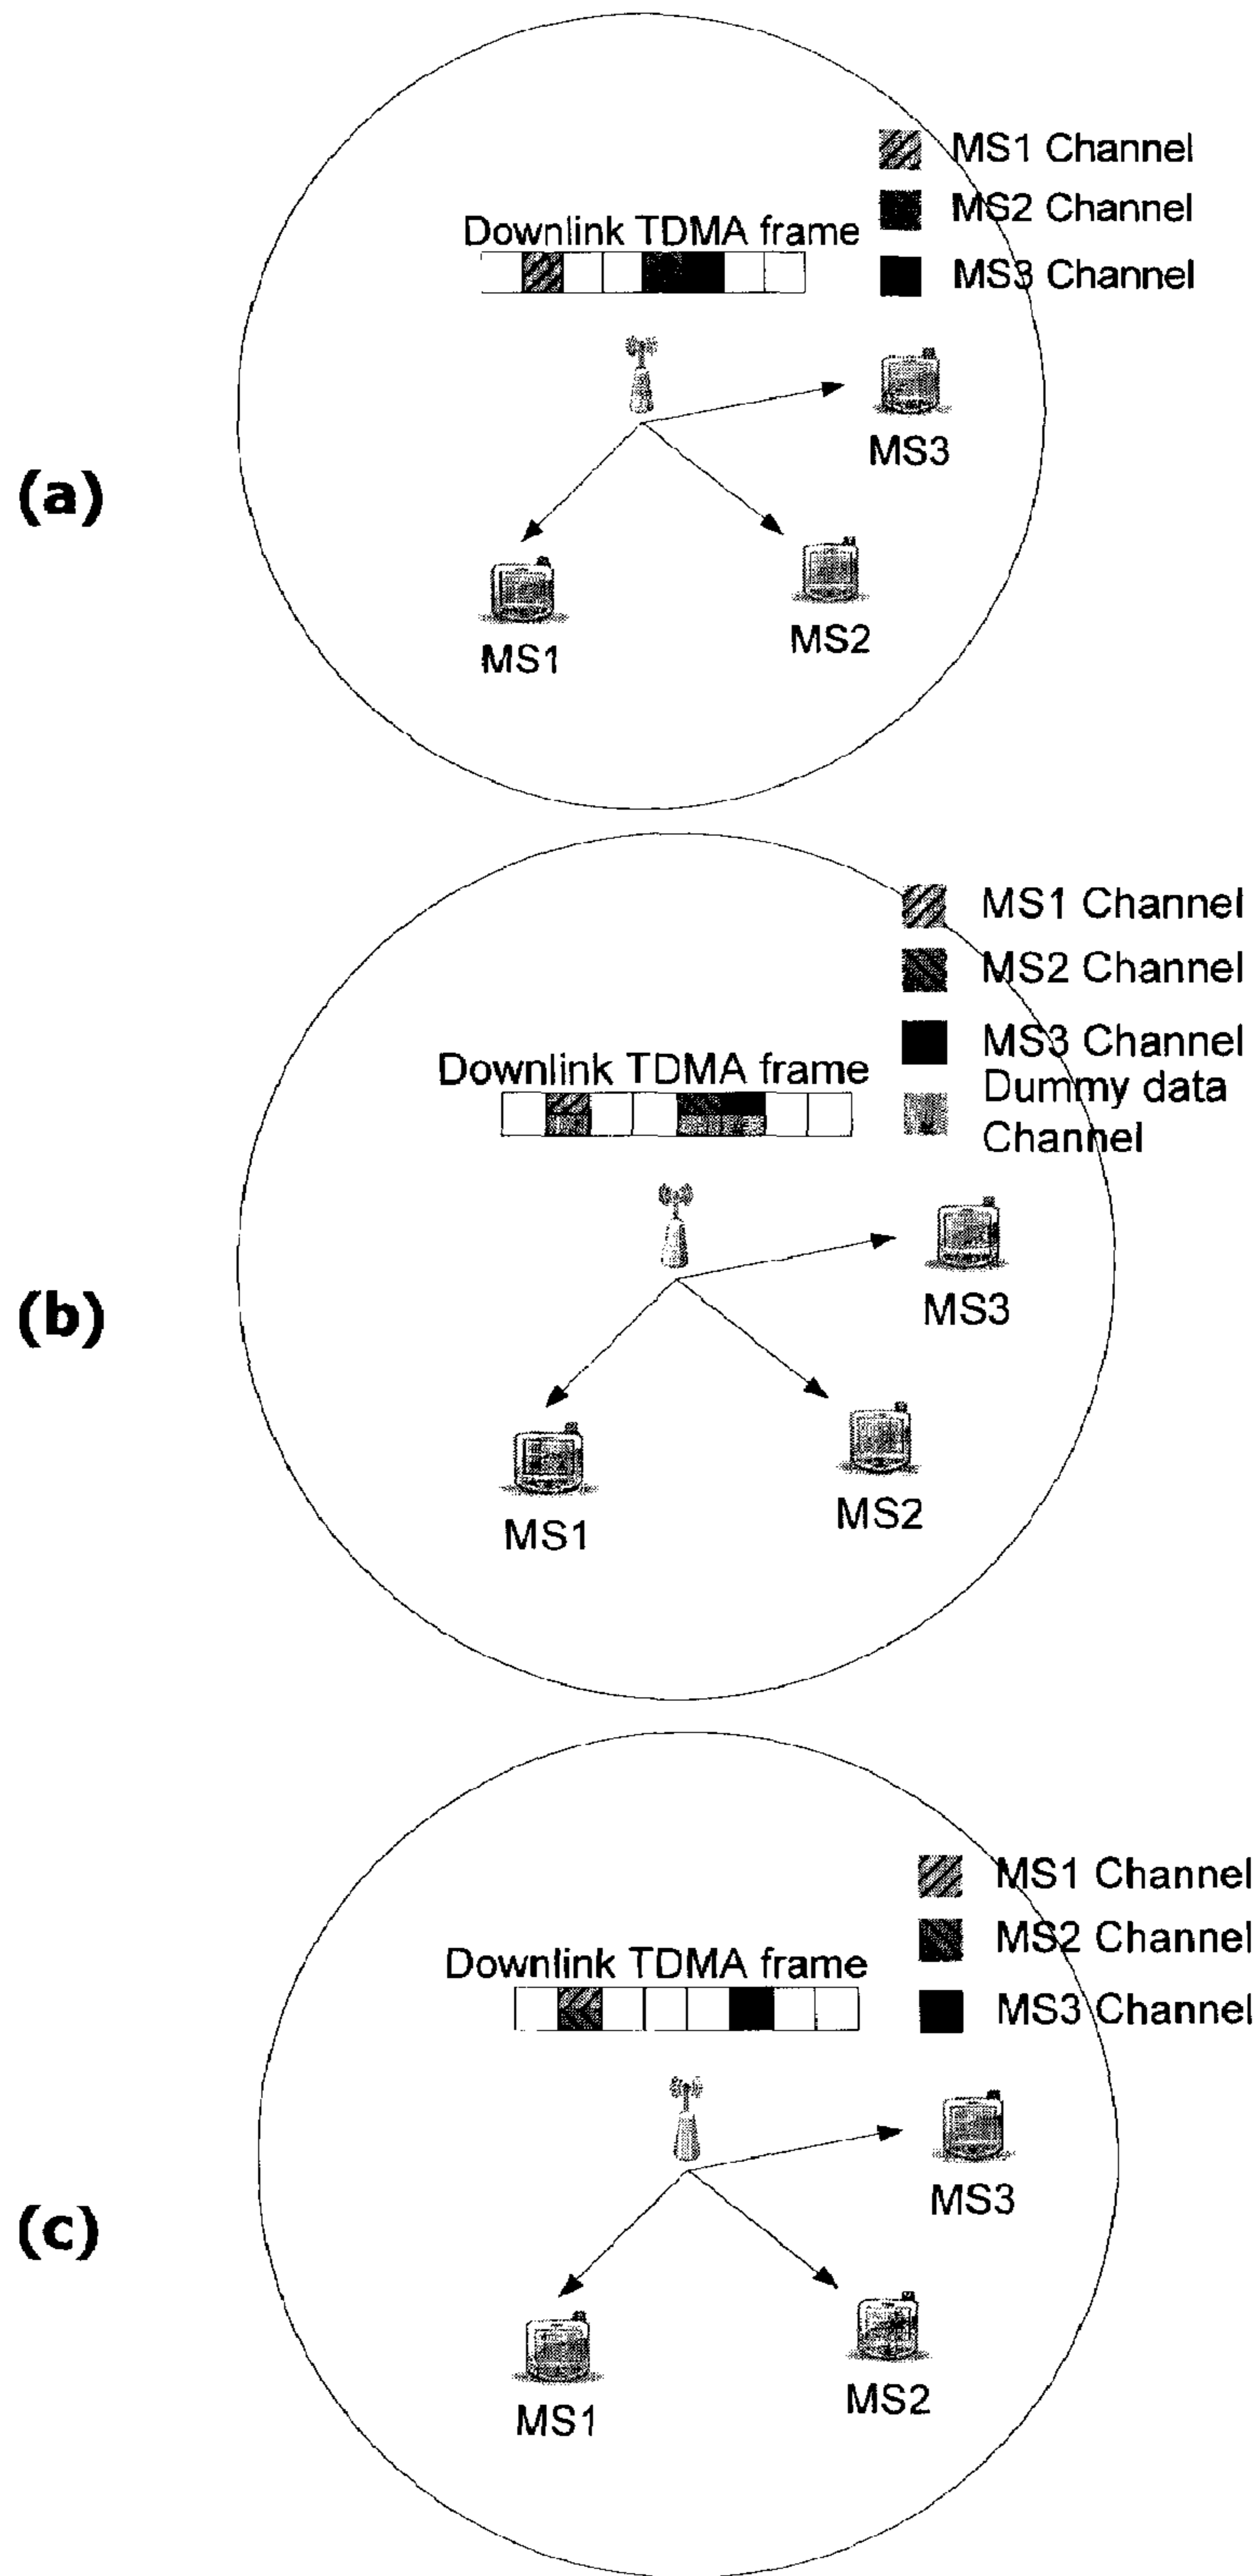 MS1 Channel
MS2 Channel
Downlink TDMA frame
MS3 Channel
MS3
(a)
MS2
MS1
MS1 Channel
MS2 Channel
MS3 Channel
Downlink TDMA frame
Dummy data
Channel
MS3
(b)
MS2
MS1
MS1 Channel
MS2 Channel
Downlink TDMA frame
MS3 Channel
MS3
(c)
MS2
MS1